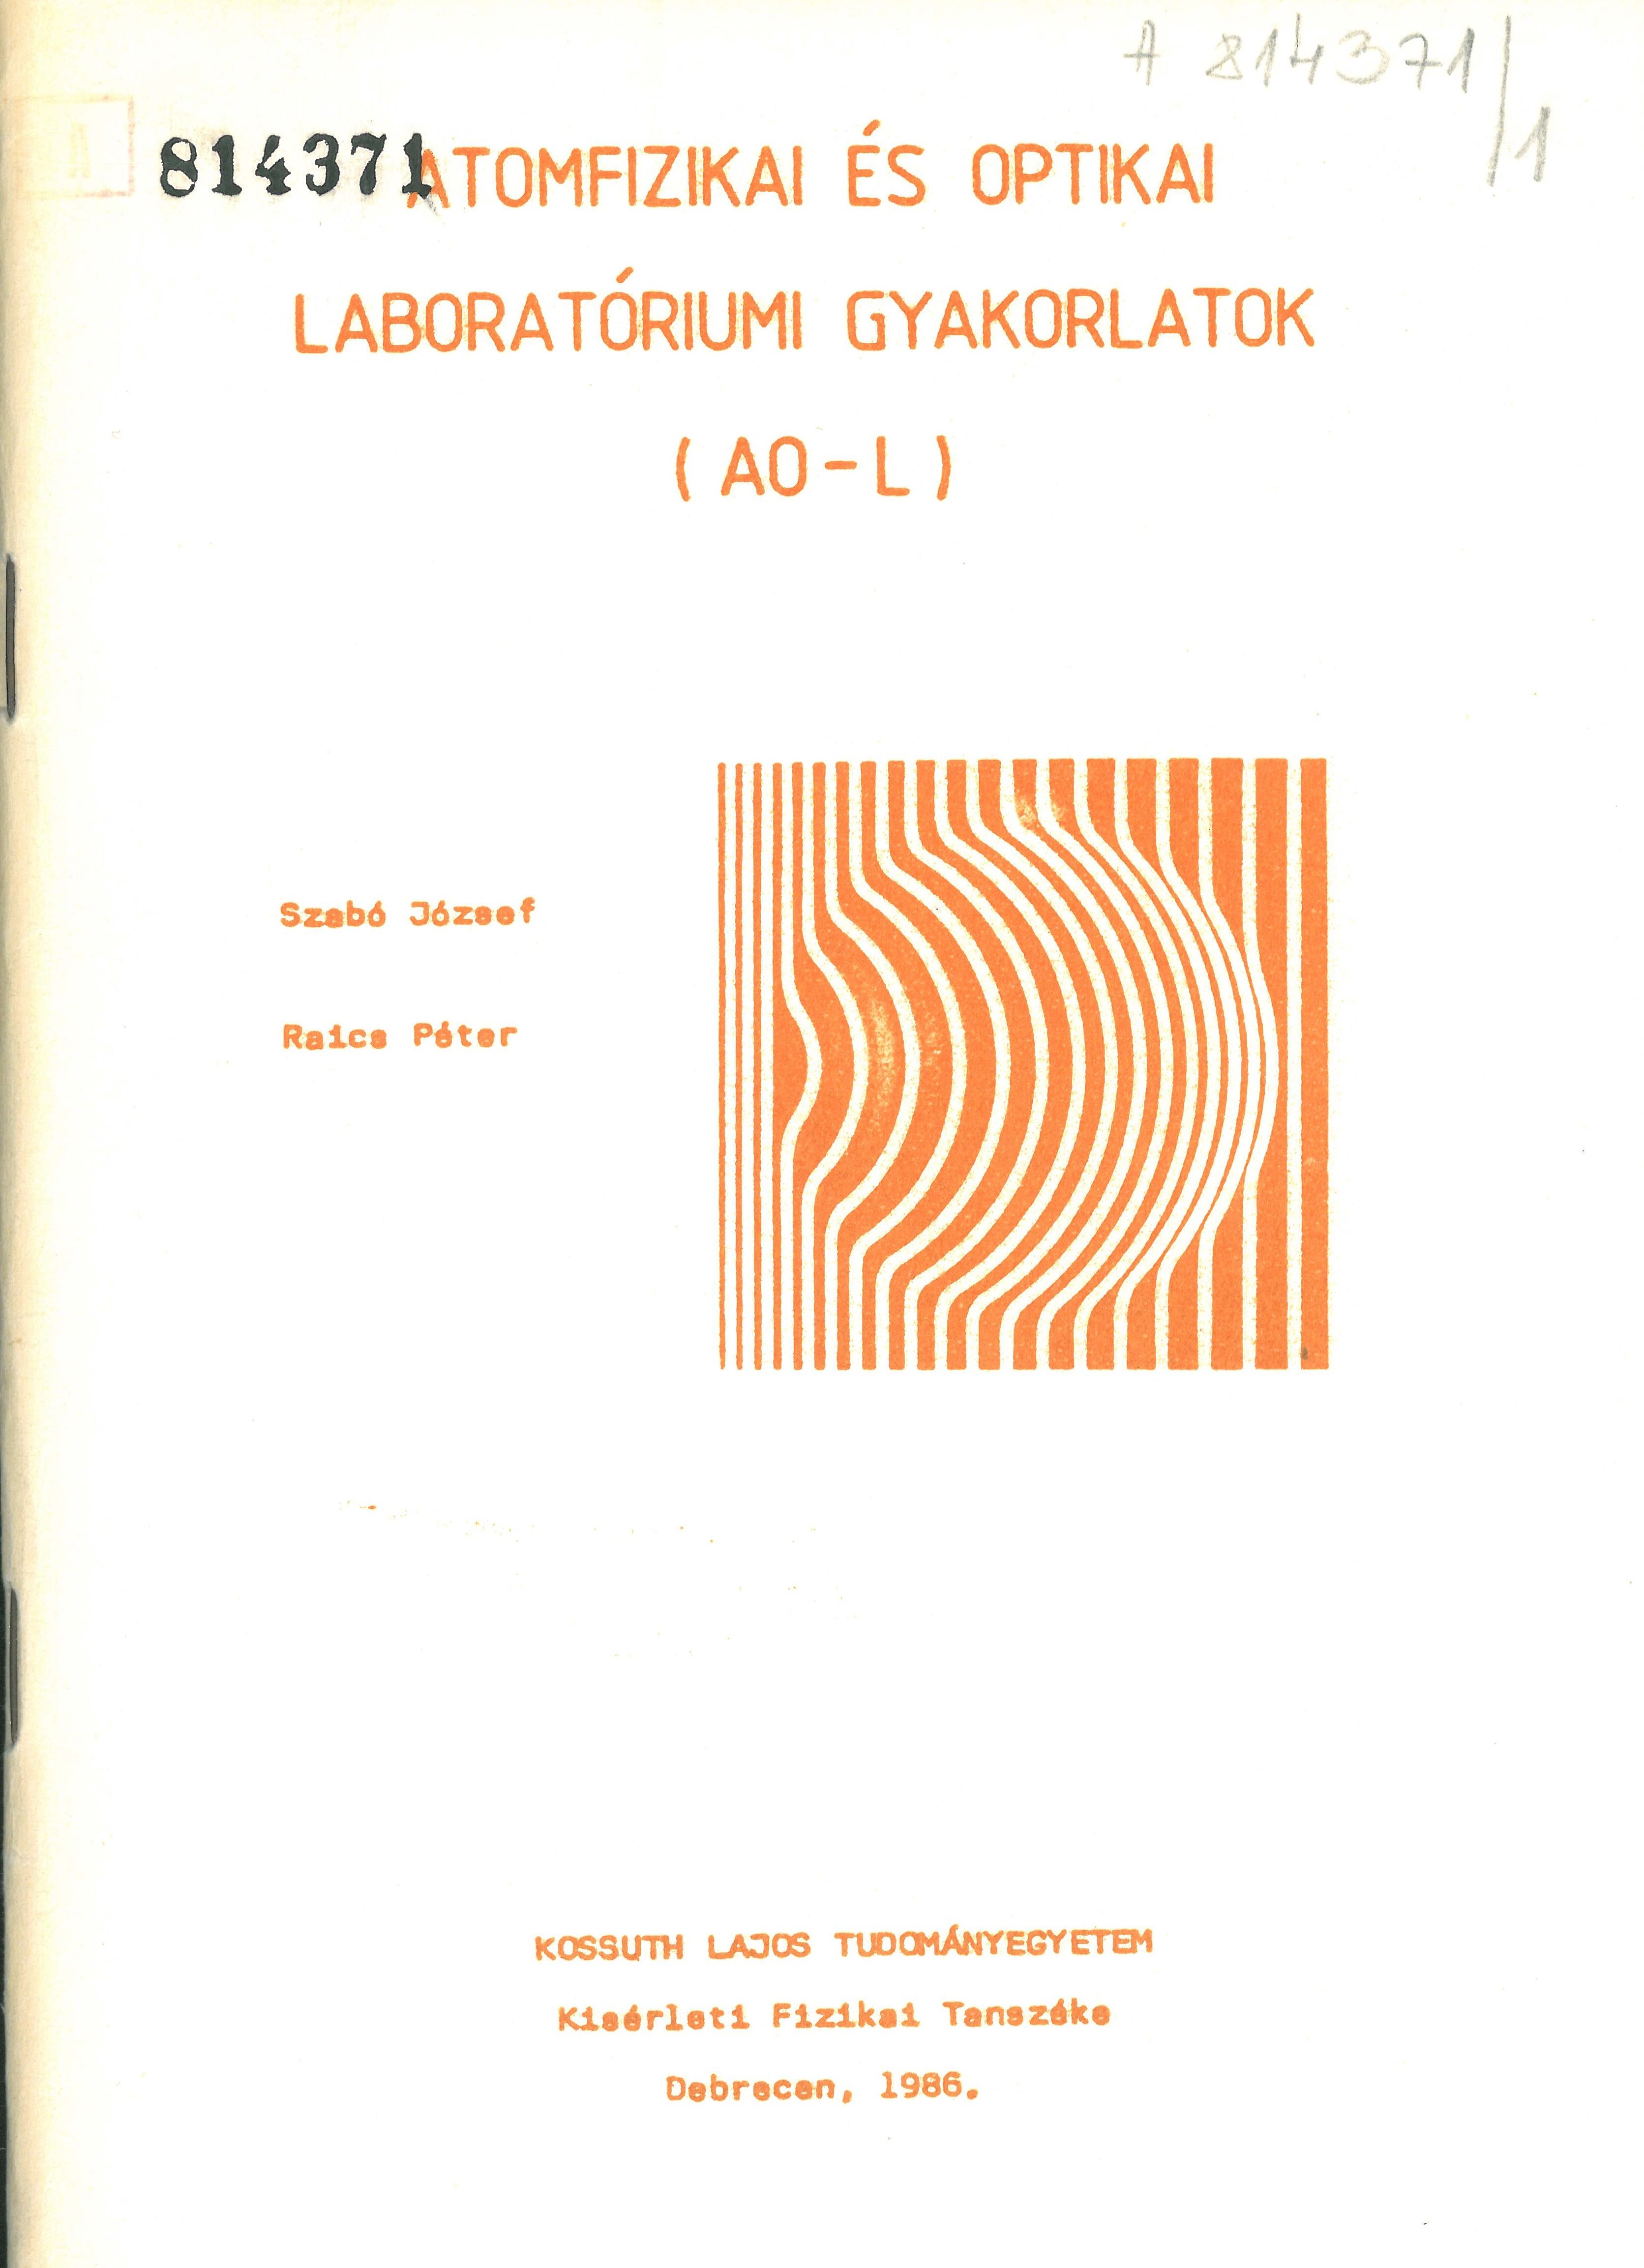 A 814371/1
814371
ATOMFIZIKAI ÉS OPTIKAI
LABORATÓRIUMI GYAKORLATOK
(AO-L)
Szabó József
Raics Péter
KOSSUTH LAJOS TUDOMÁNYEGYETEM
Kisérleti Fizikai Tanszéke
Debrecen, 1986.